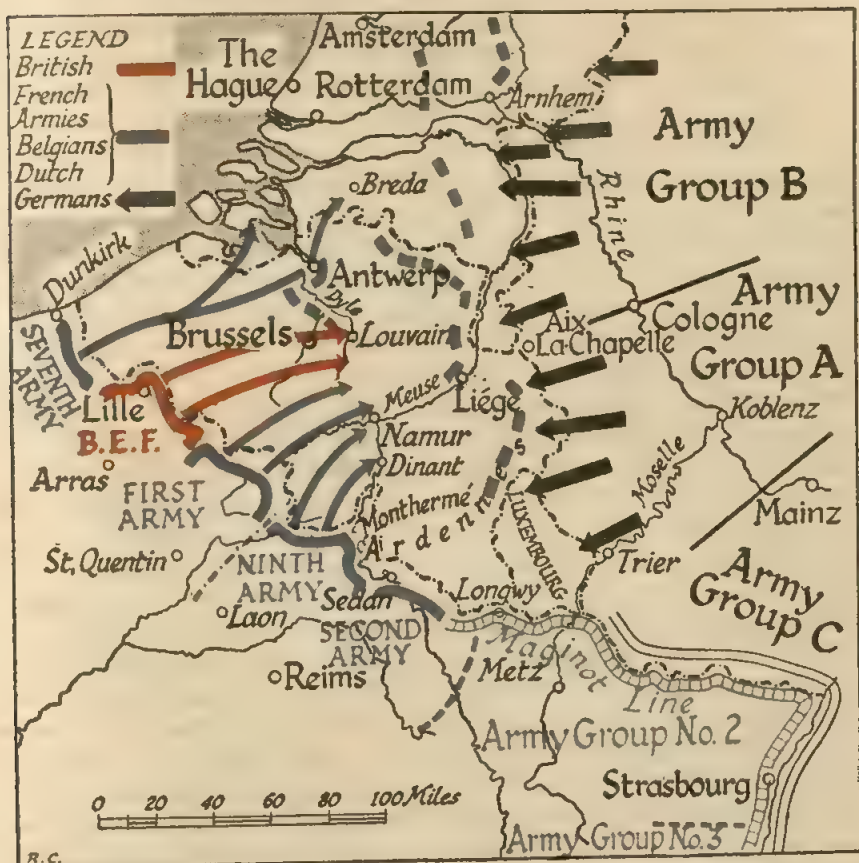 LEGEND
British
French
Armies
Belgians
Dutch
Germans
The
Hague
Amsterdam
Rotterdam
Arnhem
Army
Group B
Rhine
Breda
Dunkirk
Antwerp
Dyle
SEVENTH
ARMY
Brussels
Louvain
Aix
La-Chapelle
Cologne
Army
Group A
Lille
B.E.F.
Meuse
Liége
Koblenz
Arras
Namur
Dinant
FIRST
ARMY
Monthermé
Ardennes
LUXEMBOURG
Moselle
Mainz
St. Quentin
NINTH
ARMY
Trier
Army
Group C
Laon
Sedan
Longwy
SECOND
ARMY
Reims
Metz
Maginot
Line
Army Group No. 2
Strasbourg
0 20 40 60 80 100 Miles
Army Group No. 3
R.C.